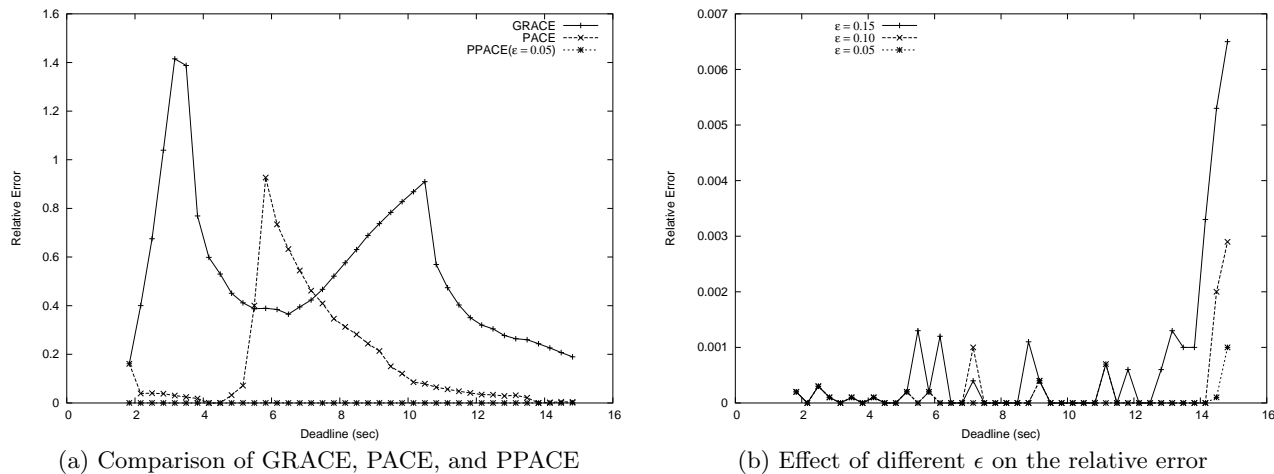 1.6
1.4
1.2
1
0.8
0.6
0.4
0.2
0
Relative Error
GRACE
PACE
PPACE(ε = 0.05)
0 2 4 6 8 10 12 14 16
Deadline (sec)
(a) Comparison of GRACE, PACE, and PPACE
0.007
0.006
0.005
0.004
0.003
0.002
0.001
0
Relative Error
ε = 0.15
ε = 0.10
ε = 0.05
0 2 4 6 8 10 12 14 16
Deadline (sec)
(b) Effect of different ϵ on the relative error